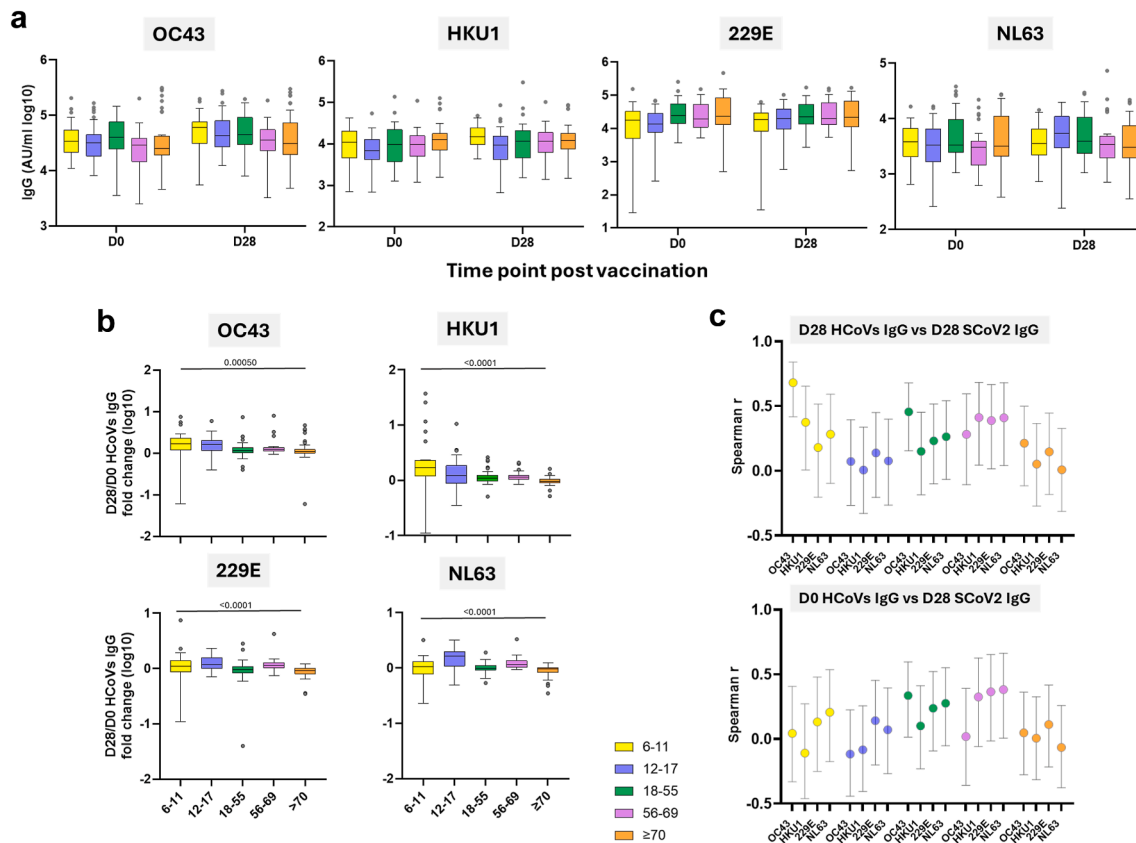 a
OC43
HKU1
229E
NL63
IgG (AU/ml log10)
6
5
4
3
D0
D28
6
5
4
3
2
D0
D28
6
5
4
3
2
1
D0
D28
5
4
3
2
D0
D28
Time point post vaccination
b
OC43
D28/D0 HCoVs IgG
fold change (log10)
2
1
0
-1
-2
0.00050
HKU1
2
1
0
-1
<0.0001
229E
D28/D0 HCoVs IgG
fold change (log10)
1
0
-1
-2
<0.0001
6-11
12-17
18-55
56-69
≥70
NL63
1
0
-1
-2
<0.0001
6-11
12-17
18-55
56-69
≥70
6-11
12-17
18-55
56-69
≥70
c
D28 HCoVs IgG vs D28 SCoV2 IgG
Spearman r
1.0
0.5
0.0
-0.5
OC43
HKU1
229E
NL63
OC43
HKU1
229E
NL63
OC43
HKU1
229E
NL63
OC43
HKU1
229E
NL63
OC43
HKU1
229E
NL63
D0 HCoVs IgG vs D28 SCoV2 IgG
Spearman r
1.0
0.5
0.0
-0.5
OC43
HKU1
229E
NL63
OC43
HKU1
229E
NL63
OC43
HKU1
229E
NL63
OC43
HKU1
229E
NL63
OC43
HKU1
229E
NL63